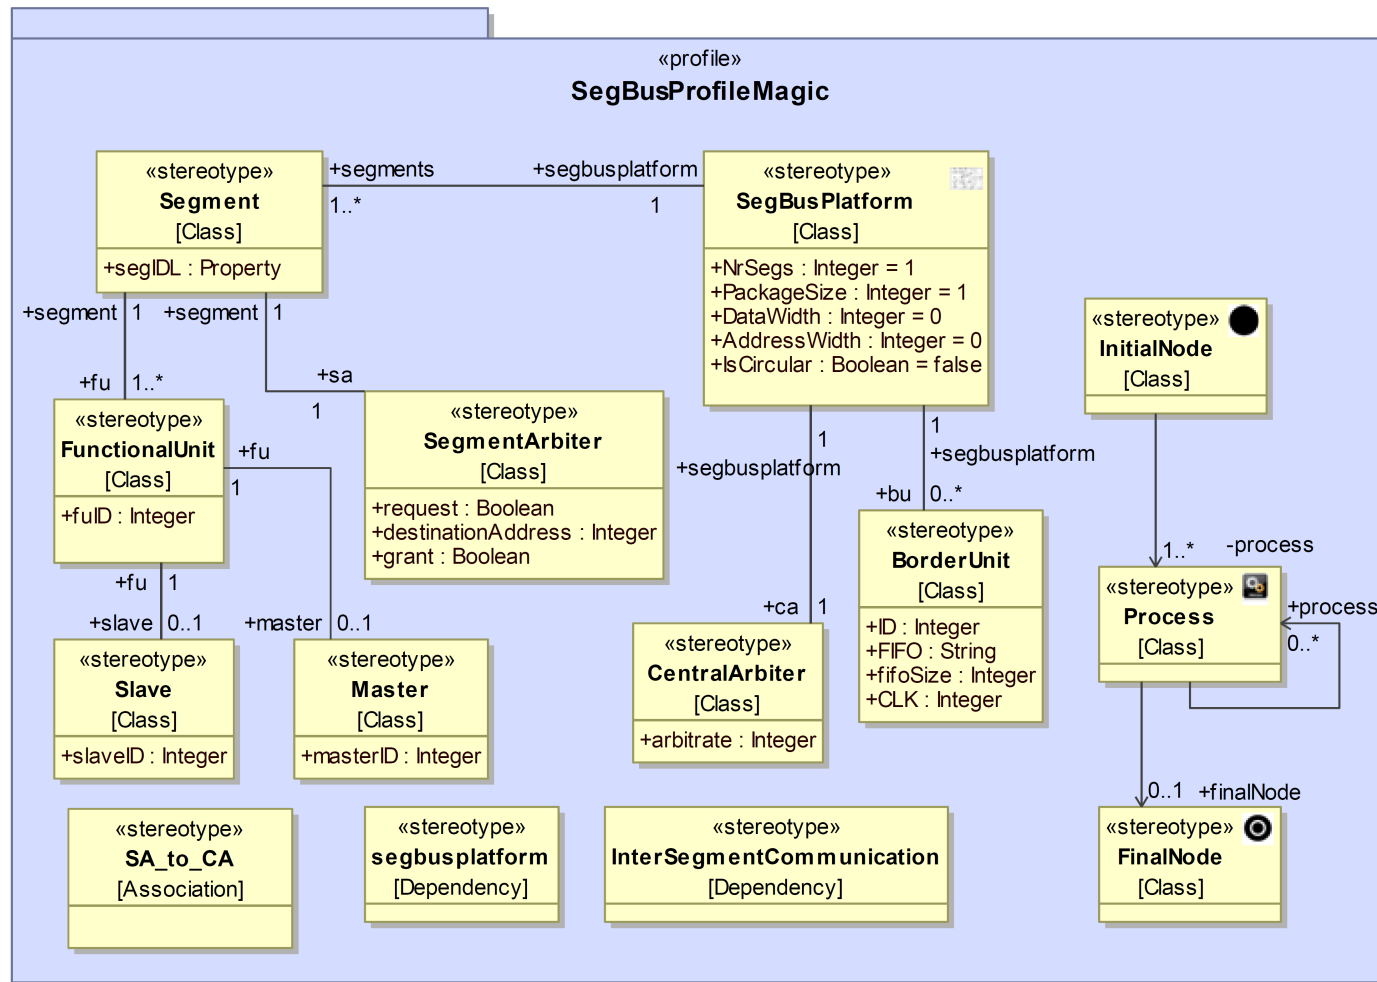 «profile»
SegBusProfileMagic
«stereotype»
Segment
[Class]
+segIDL : Property
+segments
1..*
+segbusplatform
1
«stereotype»
SegBusPlatform
[Class]
+NrSegs : Integer = 1
+PackageSize : Integer = 1
+DataWidth : Integer = 0
+AddressWidth : Integer = 0
+IsCircular : Boolean = false
+segment 1
+segment 1
+fu 1..*
+sa
1
«stereotype»
InitialNode
[Class]
«stereotype»
FunctionalUnit
[Class]
+fuID : Integer
+fu
1
«stereotype»
SegmentArbiter
[Class]
+request : Boolean
+destinationAddress : Integer
+grant : Boolean
1
+segbusplatform
1
+segbusplatform
+bu 0..*
«stereotype»
BorderUnit
[Class]
+ID : Integer
+FIFO : String
+fifoSize : Integer
+CLK : Integer
1..* -process
«stereotype»
Process
[Class]
+process
0..*
+fu 1
+slave 0..1
+master 0..1
+ca 1
«stereotype»
Slave
[Class]
+slaveID : Integer
«stereotype»
Master
[Class]
+masterID : Integer
«stereotype»
CentralArbiter
[Class]
+arbitrate : Integer
0..1 +finalNode
«stereotype»
SA_to_CA
[Association]
«stereotype»
segbusplatform
[Dependency]
«stereotype»
InterSegmentCommunication
[Dependency]
«stereotype»
FinalNode
[Class]